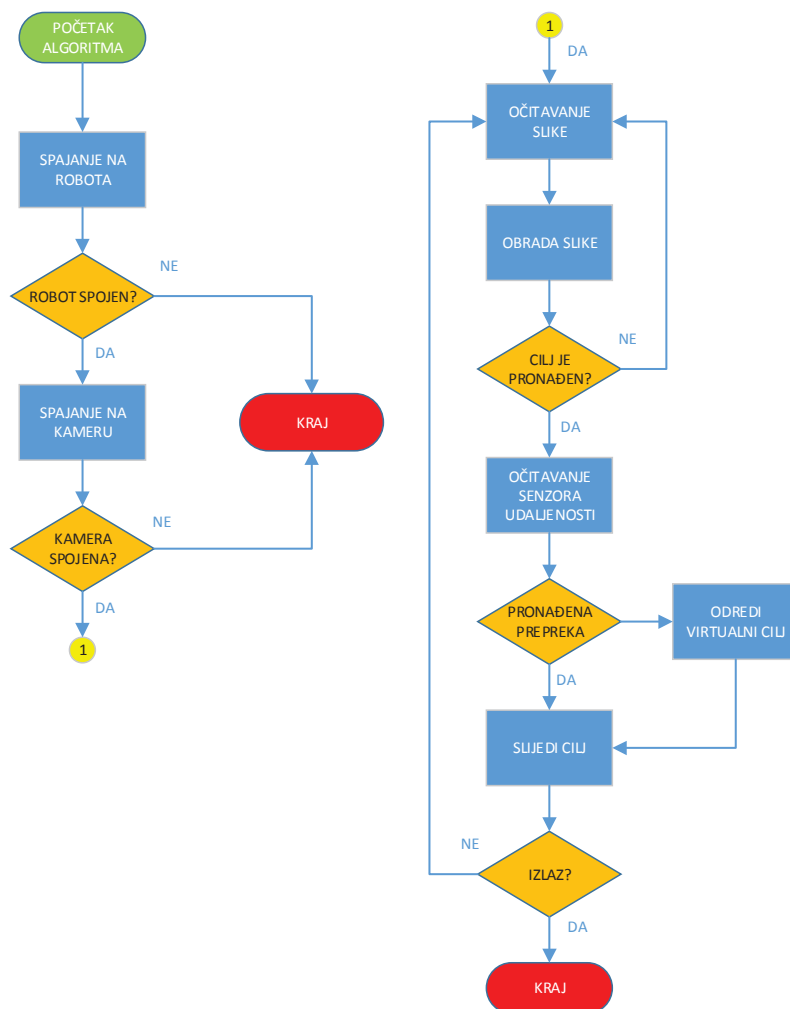 POČETAK
ALGORITMA
SPAJANJE NA
ROBOTA
NE
ROBOT SPOJEN?
DA
SPAJANJE NA
KAMERU
KRAJ
NE
KAMERA
SPOJENA?
DA
1
1
DA
OČITAVANJE
SLIKE
OBRADA SLIKE
NE
CILJ JE
PRONAĐEN?
DA
OČITAVANJE
SENZORA
UDALJENOSTI
PRONAĐENA
PREPREKA
ODREDI
VIRTUALNI CILJ
DA
SLIJEDI CILJ
NE
IZLAZ?
DA
KRAJ